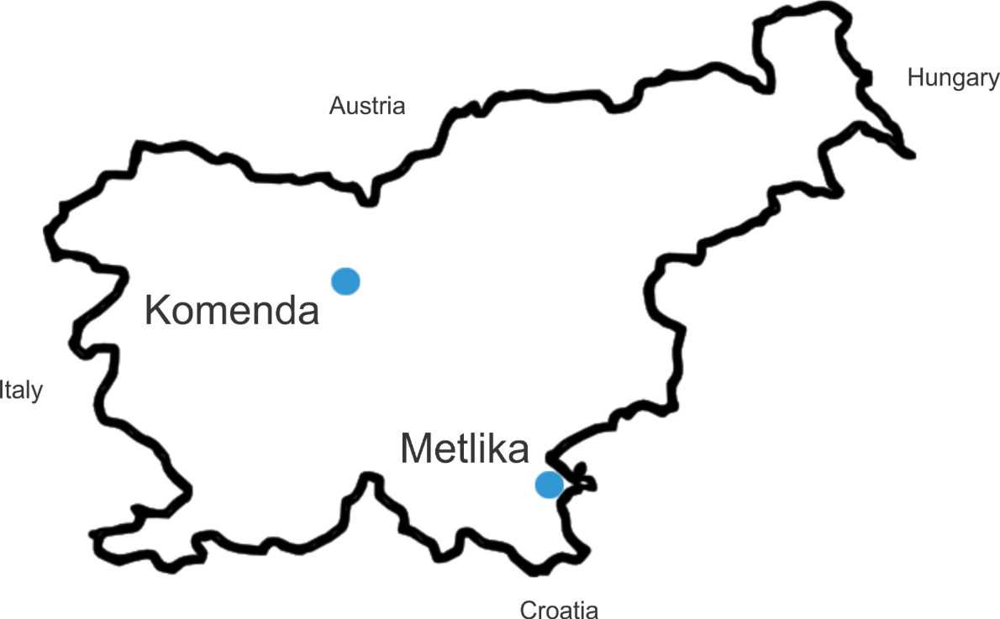 Hungary
Austria
Komenda
Italy
Metlika
Croatia